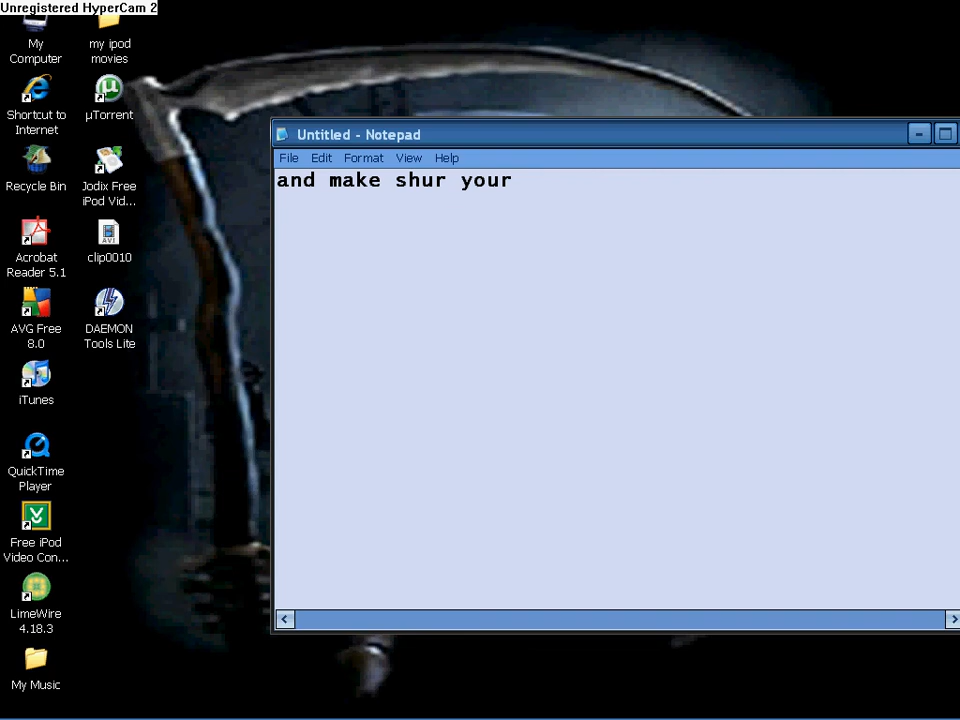 Unregistered HyperCam 2
My Computer
my ipod movies
Shortcut to Internet
µTorrent
Recycle Bin
Jodix Free iPod Vid...
Acrobat Reader 5.1
clip0010
AVG Free 8.0
DAEMON Tools Lite
iTunes
QuickTime Player
Free iPod Video Con...
LimeWire 4.18.3
My Music
Untitled - Notepad
File Edit Format View Help
and make shur your